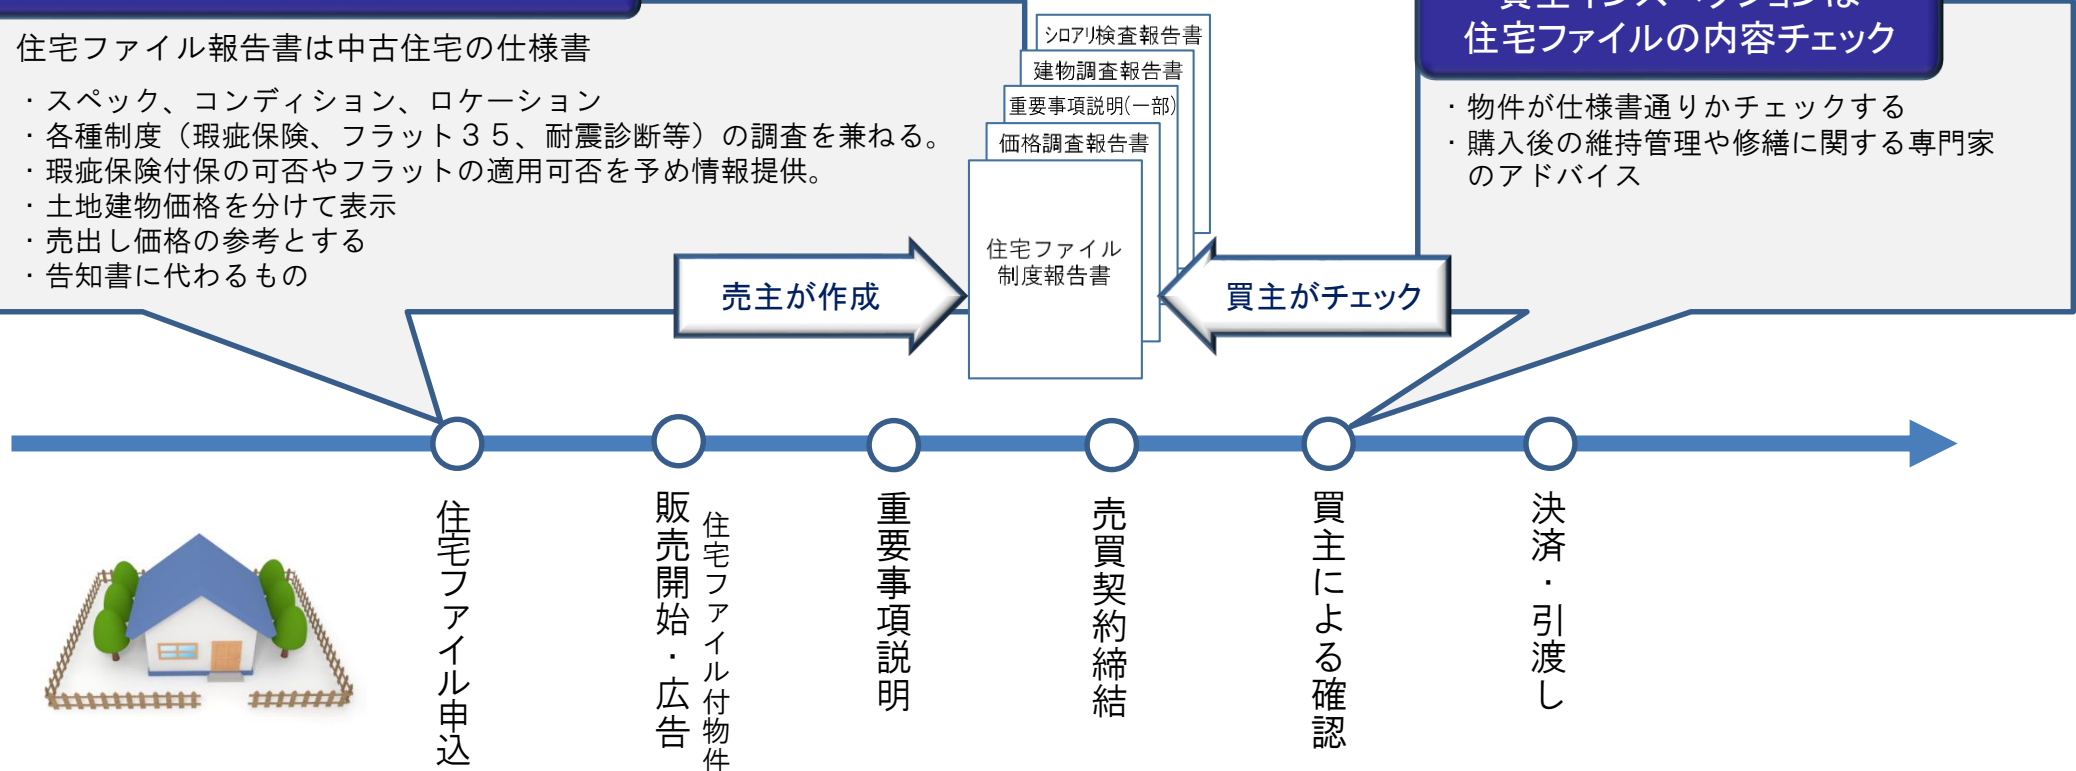 住宅ファイル報告書は中古住宅の仕様書
・スペック、コンディション、ロケーション
・各種制度（瑕疵保険、フラット３５、耐震診断等）の調査を兼ねる。
・瑕疵保険付保の可否やフラットの適用可否を予め情報提供。
・土地建物価格を分けて表示
・売出し価格の参考とする
・告知書に代わるもの
シロアリ検査報告書
建物調査報告書
重要事項説明(一部)
価格調査報告書
住宅ファイル
制度報告書
売主が作成
買主がチェック
買主インスペクションは
住宅ファイルの内容チェック
・物件が仕様書通りかチェックする
・購入後の維持管理や修繕に関する専門家
のアドバイス
住宅ファイル申込
販売開始・広告
住宅ファイル付物件
重要事項説明
売買契約締結
買主による確認
決済・引渡し